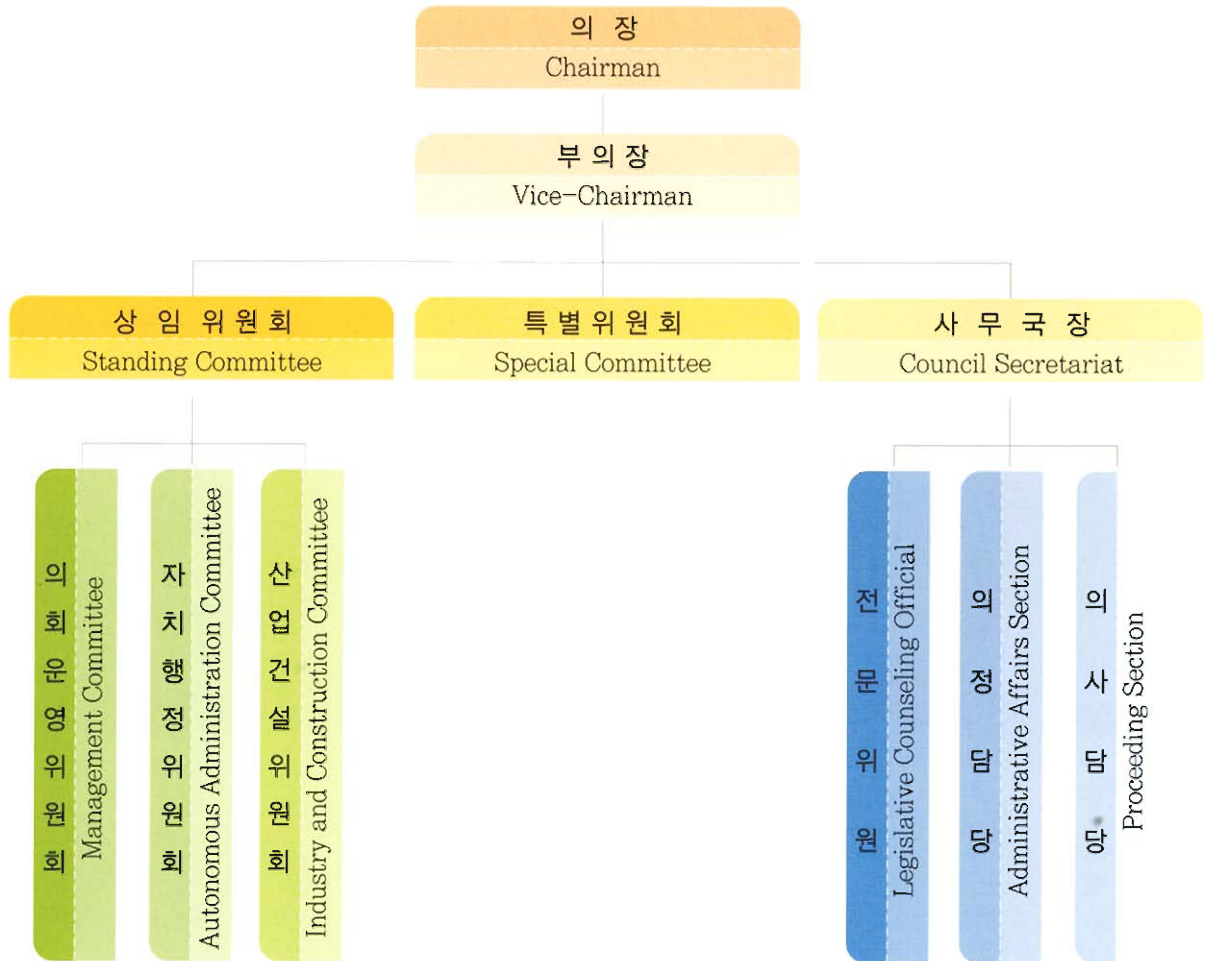 의 장
Chairman
부 의 장
Vice-Chairman
상 임 위 원 회
Standing Committee
특 별 위 원 회
Special Committee
사 무 국 장
Council Secretariat
의회운영위원회
Management Committee
자치행정위원회
Autonomous Administration Committee
산업건설위원회
Industry and Construction Committee
전문위원
Legislative Counseling Official
의정담당
Administrative Affairs Section
의사담당
Proceeding Section